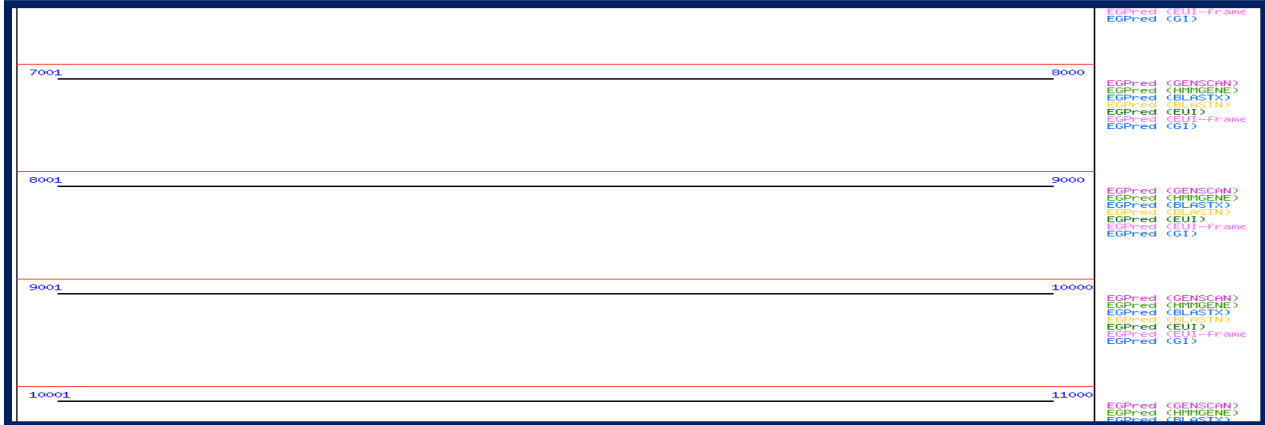 EGPred (EUI-frame
EGPred (GI)
7001 8000
EGPred (GENSCAN)
EGPred (HMMGENE)
EGPred (BLASTX)
EGPred (BLASTN)
EGPred (EUI)
EGPred (EUI-frame
EGPred (GI)
8001 9000
EGPred (GENSCAN)
EGPred (HMMGENE)
EGPred (BLASTX)
EGPred (BLASTN)
EGPred (EUI)
EGPred (EUI-frame
EGPred (GI)
9001 10000
EGPred (GENSCAN)
EGPred (HMMGENE)
EGPred (BLASTX)
EGPred (BLASTN)
EGPred (EUI)
EGPred (EUI-frame
EGPred (GI)
10001 11000
EGPred (GENSCAN)
EGPred (HMMGENE)
EGPred (BLASTX)